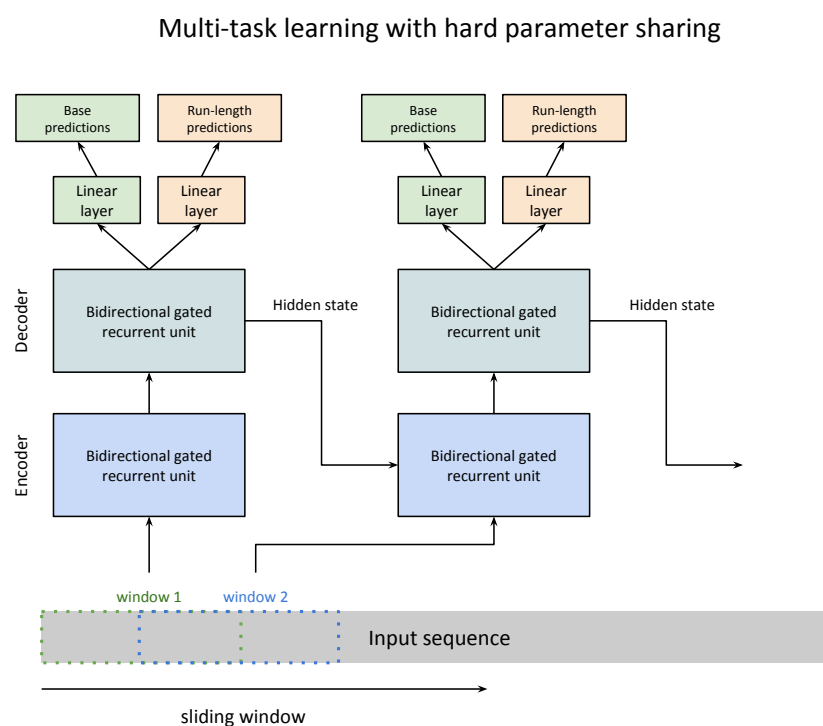 Multi-task learning with hard parameter sharing
Base
predictions
Run-length
predictions
Base
predictions
Run-length
predictions
Linear
layer
Linear
layer
Linear
layer
Linear
layer
Decoder
Bidirectional gated
recurrent unit
Hidden state
Bidirectional gated
recurrent unit
Hidden state
Encoder
Bidirectional gated
recurrent unit
Bidirectional gated
recurrent unit
window 1
window 2
Input sequence
sliding window